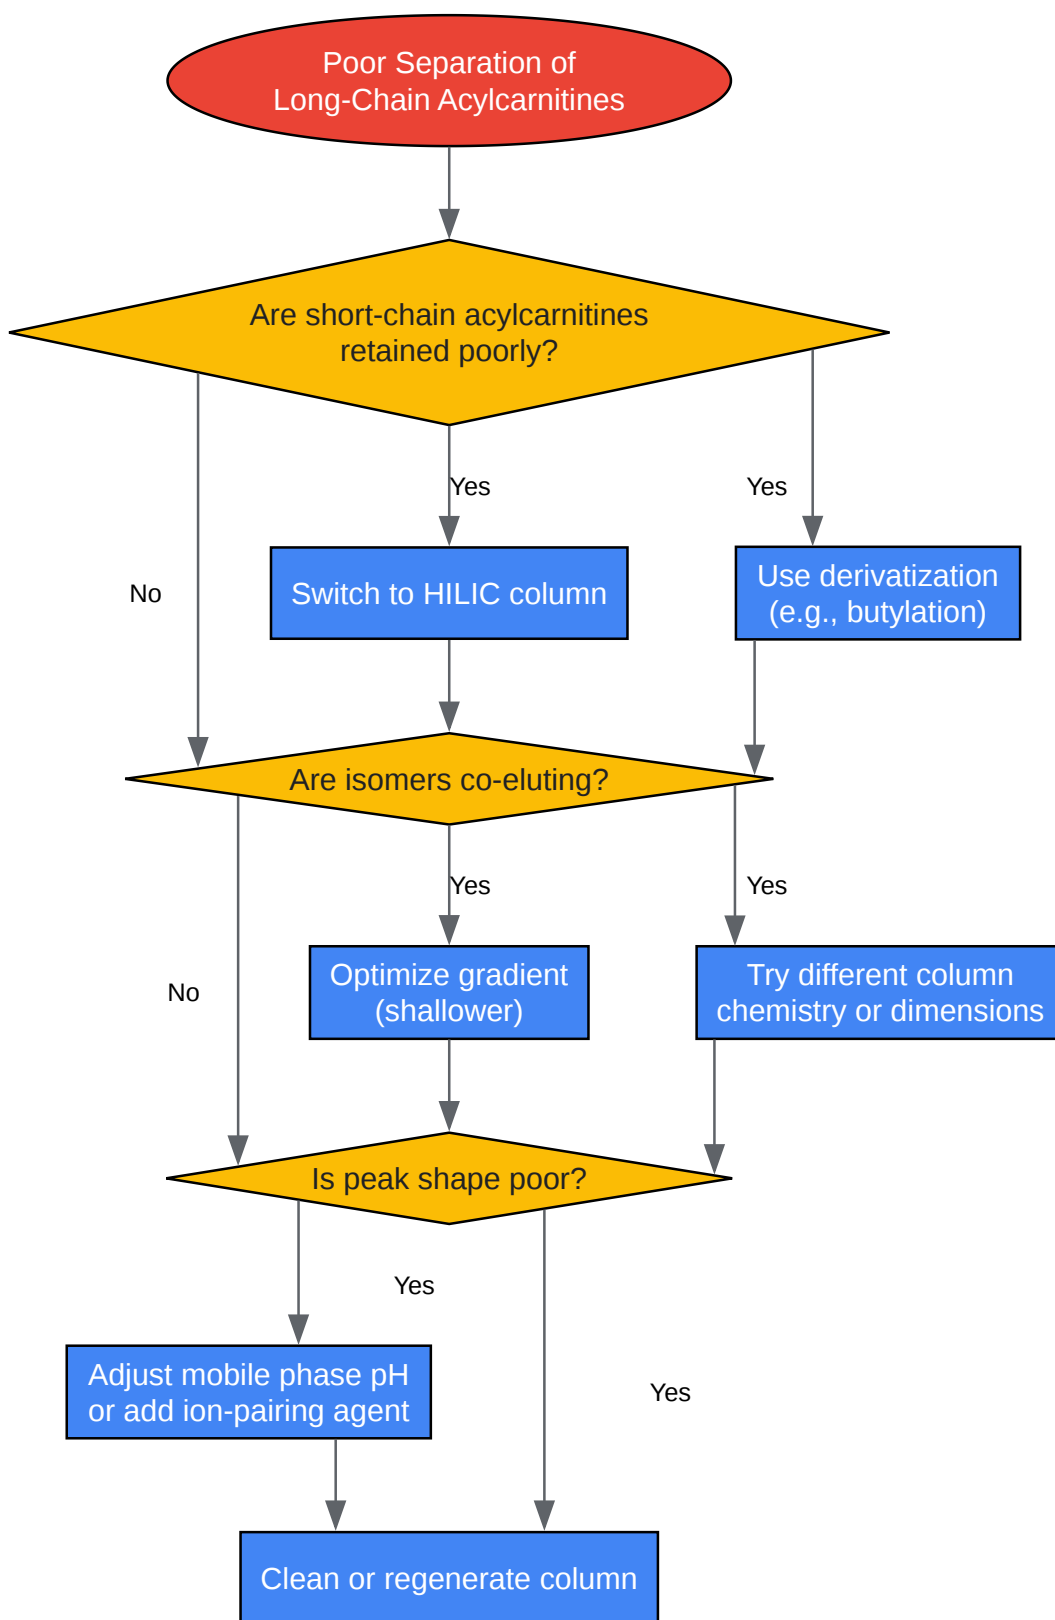 Poor Separation of
Long-Chain Acylcarnitines
Are short-chain acylcarnitines
retained poorly?
Yes
Yes
No
Switch to HILIC column
Use derivatization
(e.g., butylation)
Are isomers co-eluting?
Yes
Yes
No
Optimize gradient
(shallower)
Try different column
chemistry or dimensions
Is peak shape poor?
Yes
Adjust mobile phase pH
or add ion-pairing agent
Yes
Clean or regenerate column